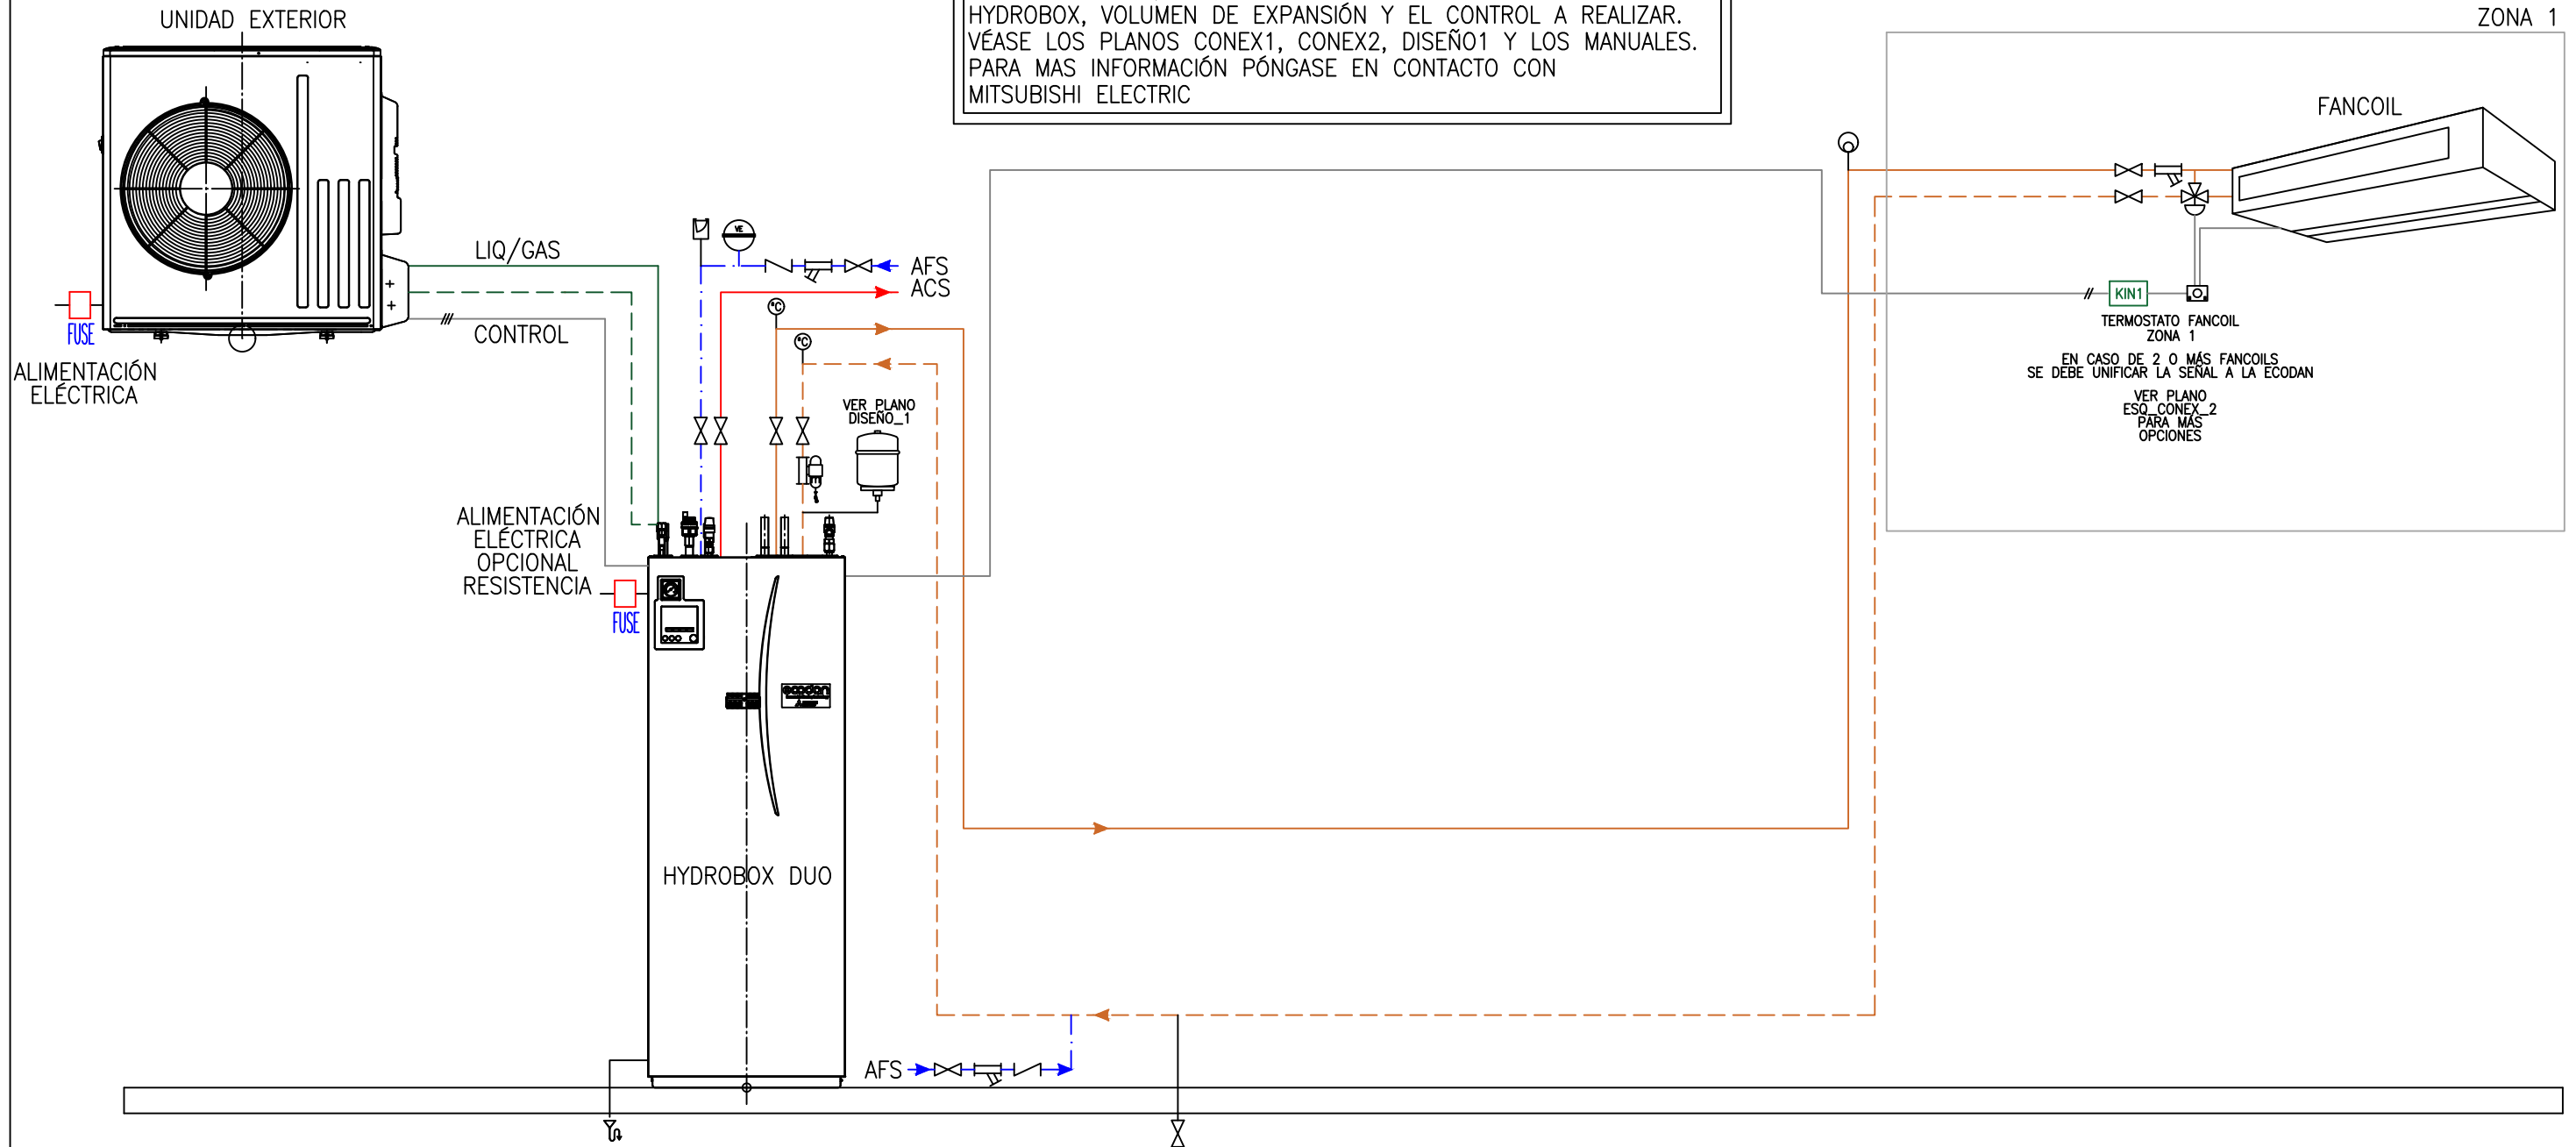 UNIDAD EXTERIOR
HYDROBOX, VOLUMEN DE EXPANSIÓN Y EL CONTROL A REALIZAR.
VÉASE LOS PLANOS CONEX1, CONEX2, DISEÑO1 Y LOS MANUALES.
PARA MAS INFORMACIÓN PÓNGASE EN CONTACTO CON
MITSUBISHI ELECTRIC
ZONA 1
FANCOIL
LIQ/GAS
CONTROL
FUSE
ALIMENTACIÓN
ELÉCTRICA
VE
AFS
ACS
°C
°C
VER PLANO
DISEÑO_1
KIN1
TERMOSTATO FANCOIL
ZONA 1
EN CASO DE 2 O MÁS FANCOILS
SE DEBE UNIFICAR LA SEÑAL A LA ECODAN
VER PLANO
ESQ_CONEX_2
PARA MÁS
OPCIONES
ALIMENTACIÓN
ELÉCTRICA
OPCIONAL
RESISTENCIA
FUSE
ecodan
HYDROBOX DUO
AFS